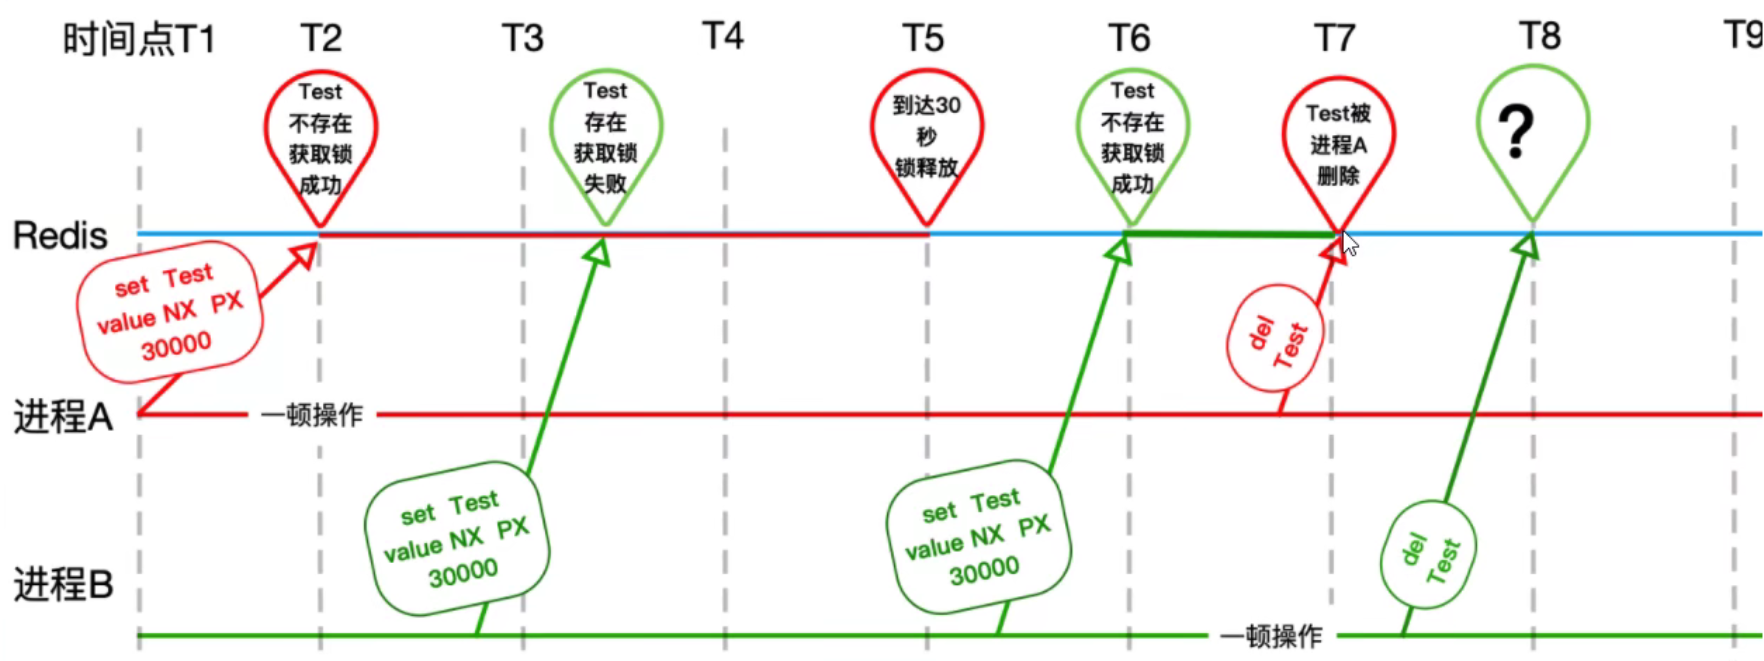 时间点T1 T2 T3 T4 T5 T6 T7 T8 T9
Test
不存在
获取锁
成功
Test
存在
获取锁
失败
到达30
秒
锁释放
Test
不存在
获取锁
成功
Test被
进程A
删除
?
Redis
set Test
value NX PX
30000
del
Test
进程A
一顿操作
set Test
value NX PX
30000
set Test
value NX PX
30000
del
Test
进程B
一顿操作